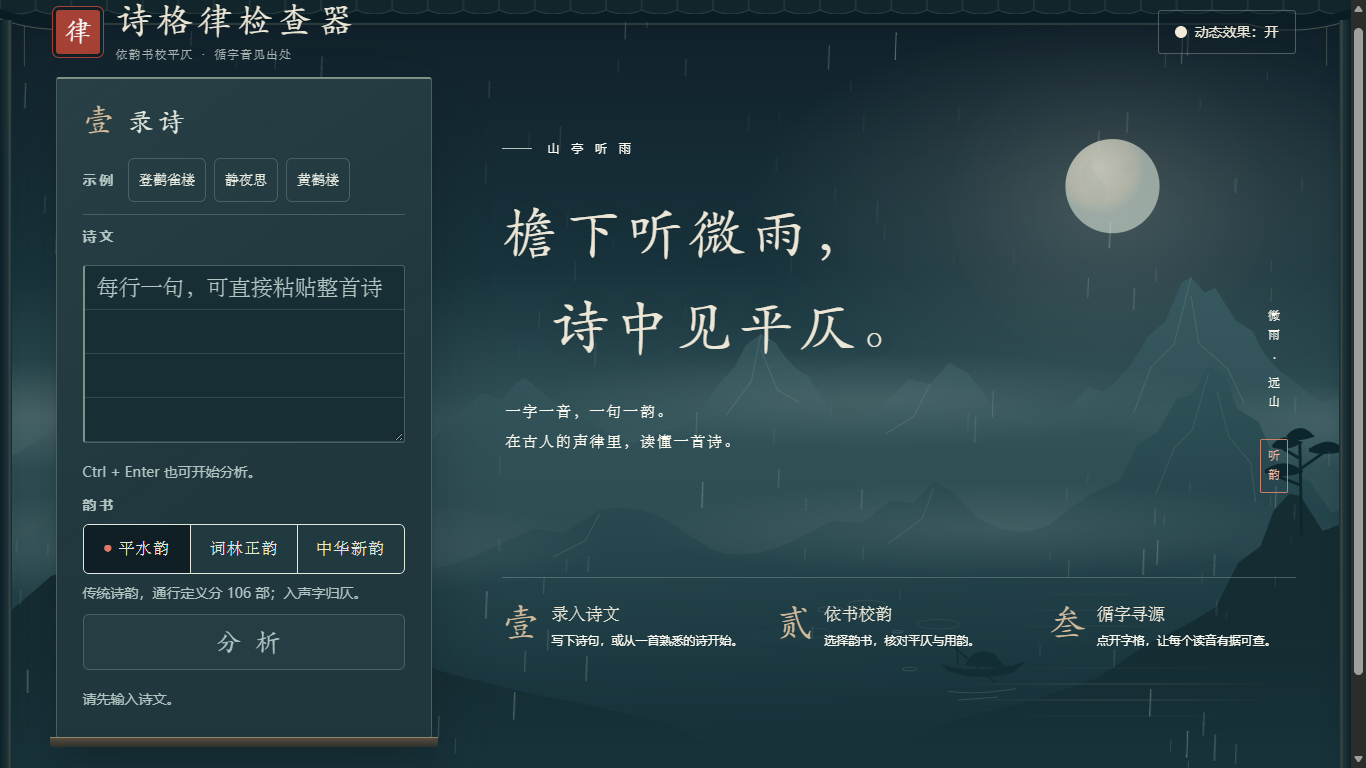 律
诗格律检查器
依韵书校平仄 · 循字音见出处
动态效果：开
壹 录诗
示例 登鹳雀楼 静夜思 黄鹤楼
诗文
每行一句，可直接粘贴整首诗
Ctrl + Enter 也可开始分析。
韵书
平水韵 词林正韵 中华新韵
传统诗韵，通行定义分 106 部；入声字归仄。
分析
请先输入诗文。
山亭听雨
檐下听微雨，
诗中见平仄。
一字一音，一句一韵。
在古人的声律里，读懂一首诗。
微雨·远山
听韵
壹 录入诗文
写下诗句，或从一首熟悉的诗开始。
贰 依书校韵
选择韵书，核对平仄与用韵。
叁 循字寻源
点开字格，让每个读音有据可查。